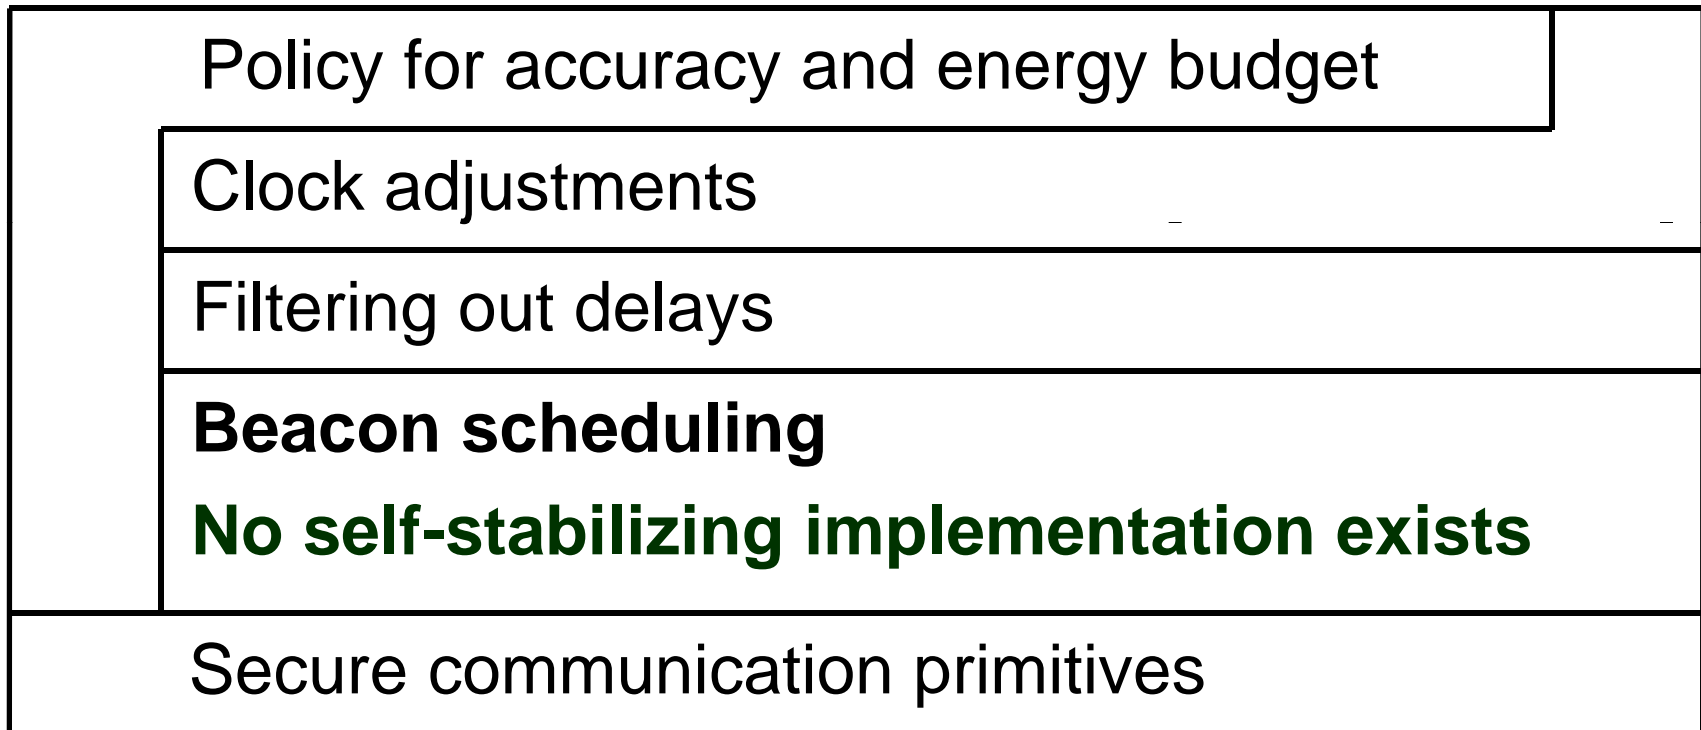 Policy for accuracy and energy budget
Clock adjustments
Filtering out delays
Beacon scheduling
No self-stabilizing implementation exists
Secure communication primitives